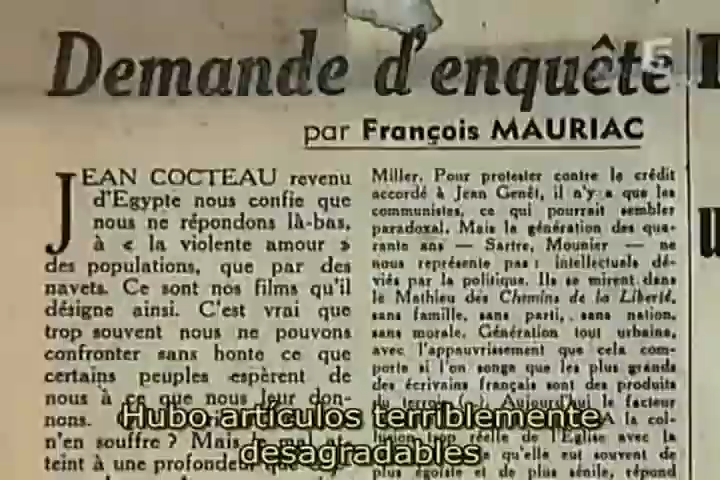 Demande d'enquête
par François MAURIAC
JEAN COCTEAU revenu
d'Egypte nous confie que
nous ne répondons là-bas,
à « la violente amour »
des populations, que par des
navets. Ce sont nos films qu'il
désigne ainsi. C'est vrai que
trop souvent nous ne pouvons
confronter sans honte ce que
certains peuples espèrent de
nous à ce que nous leur don-
nons.
n'en souffre ? Mais le mal at-
teint à une profondeur
Miller. Pour protester contre le crédit
accordé à Jean Genêt, il n'y a que les
communistes, ce qui pourrait sembler
paradoxal. Mais la génération des qua-
rante ans — Sartre, Mounier — ne
nous représente pas : intellectuels dé-
viés par la politique. Ils se mirent dans
le Mathieu des Chemins de la Liberté,
sans famille, sans parti, sans nation,
sans morale. Génération tout urbaine,
avec l'appauvrissement que cela com-
porte si l'on songe que les plus grands
des écrivains français sont des produits
du terroir (...). Aujourd'hui le facteur
A la col-
lusion trop réelle de l'Eglise avec la
qu'elle eut souvent de
plus égoïste et de plus sénile, répond
Hubo artículos terriblemente
desagradables